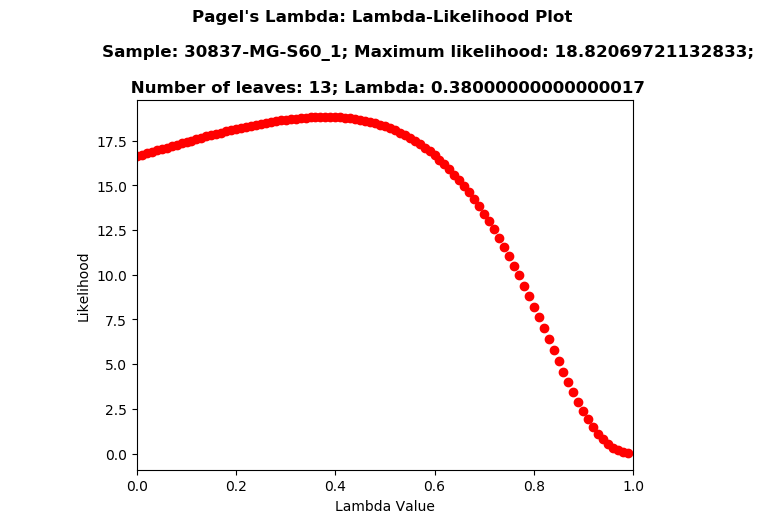 Pagel's Lambda: Lambda-Likelihood Plot
Sample: 30837-MG-S60_1; Maximum likelihood: 18.82069721132833;
Number of leaves: 13; Lambda: 0.38000000000000017
17.5
15.0
12.5
10.0
7.5
5.0
2.5
0.0
Likelihood
0.0 0.2 0.4 0.6 0.8 1.0
Lambda Value